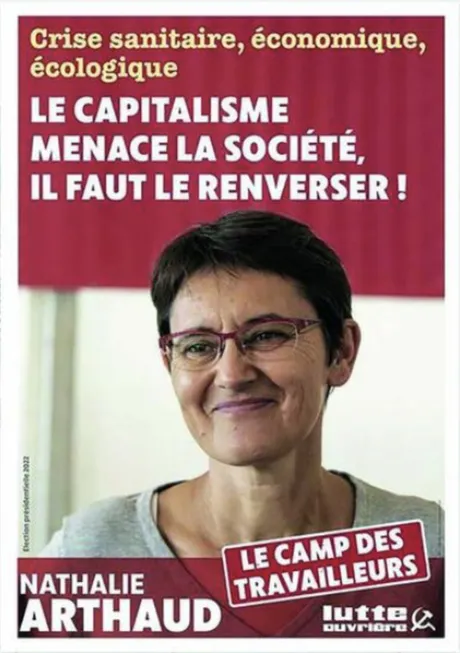 Crise sanitaire, économique,
écologique
LE CAPITALISME
MENACE LA SOCIÉTÉ,
IL FAUT LE RENVERSER !
Election présidentielle 2022
LE CAMP DES
TRAVAILLEURS
NATHALIE
ARTHAUD
lutte
ouvrière